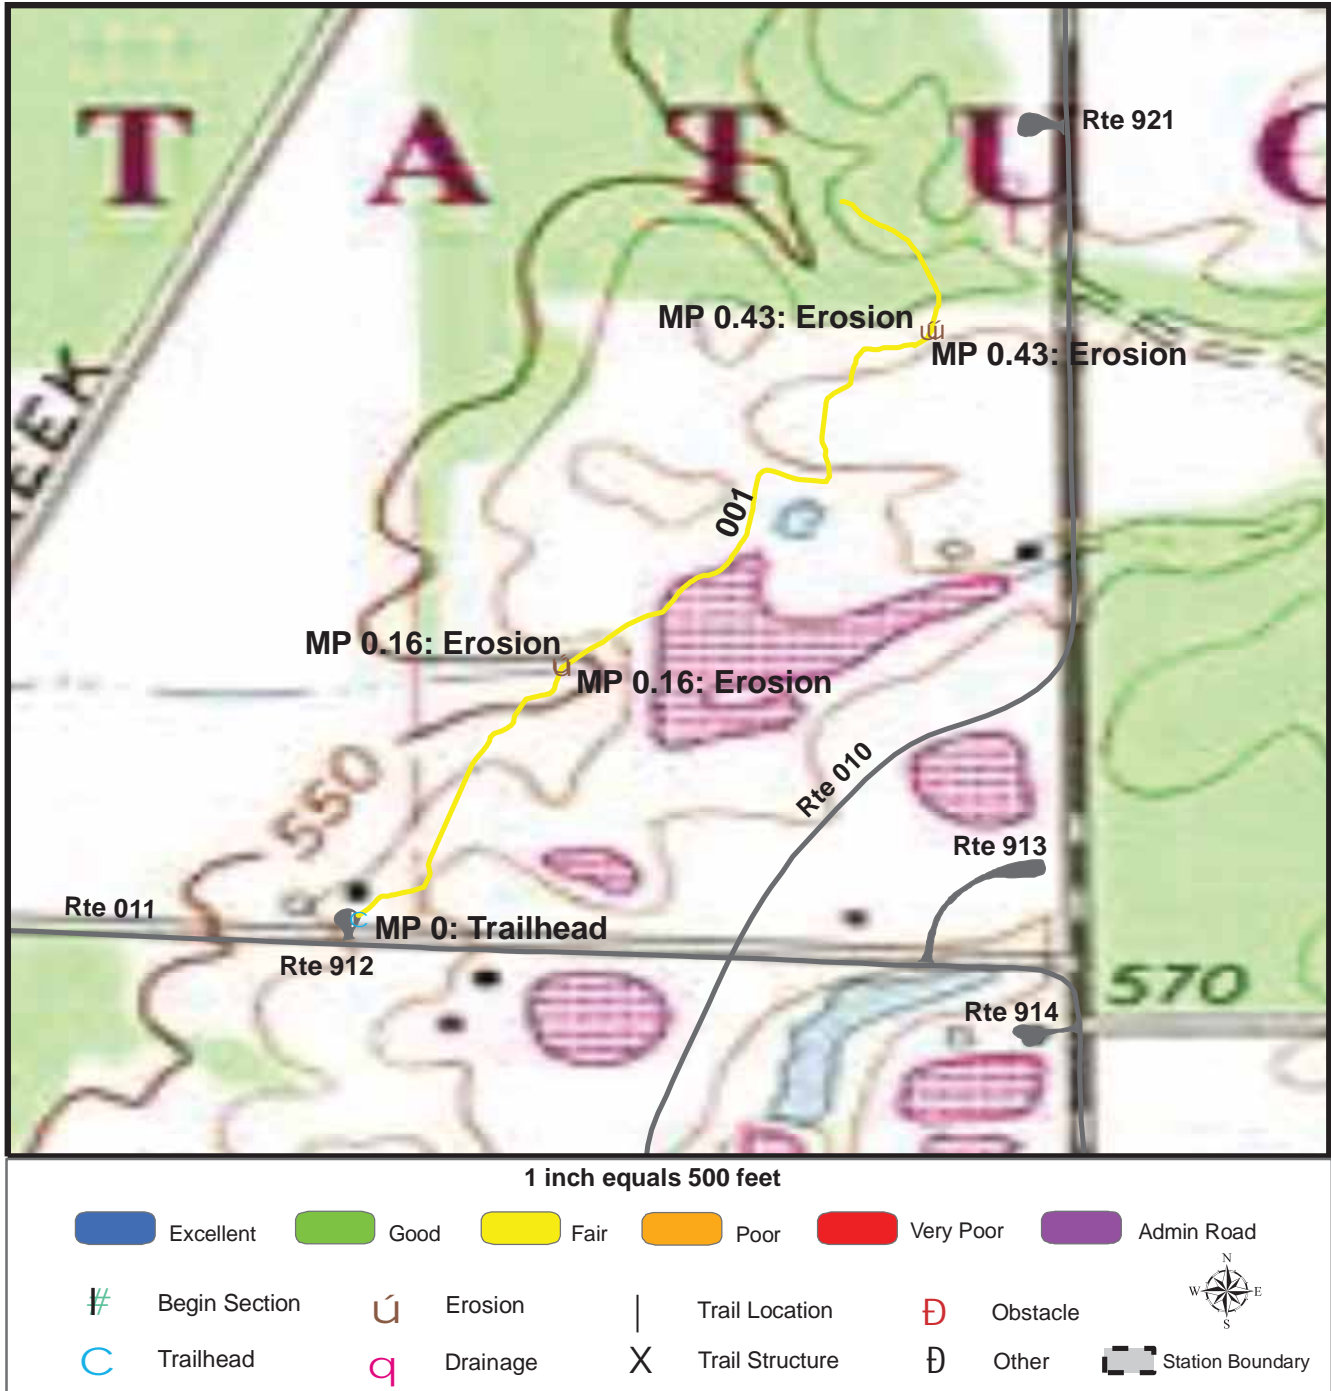 T A T U C
Rte 921
MP 0.43: Erosion
ú ú
MP 0.43: Erosion
EEK
001
MP 0.16: Erosion
ú
MP 0.16: Erosion
550
Rte 010
Rte 913
Rte 011
C
MP 0: Trailhead
Rte 912
570
Rte 914
1 inch equals 500 feet
Excellent Good Fair Poor Very Poor Admin Road
# Begin Section ú Erosion | Trail Location Đ Obstacle
N
W E
S
C Trailhead q Drainage X Trail Structure Đ Other Station Boundary